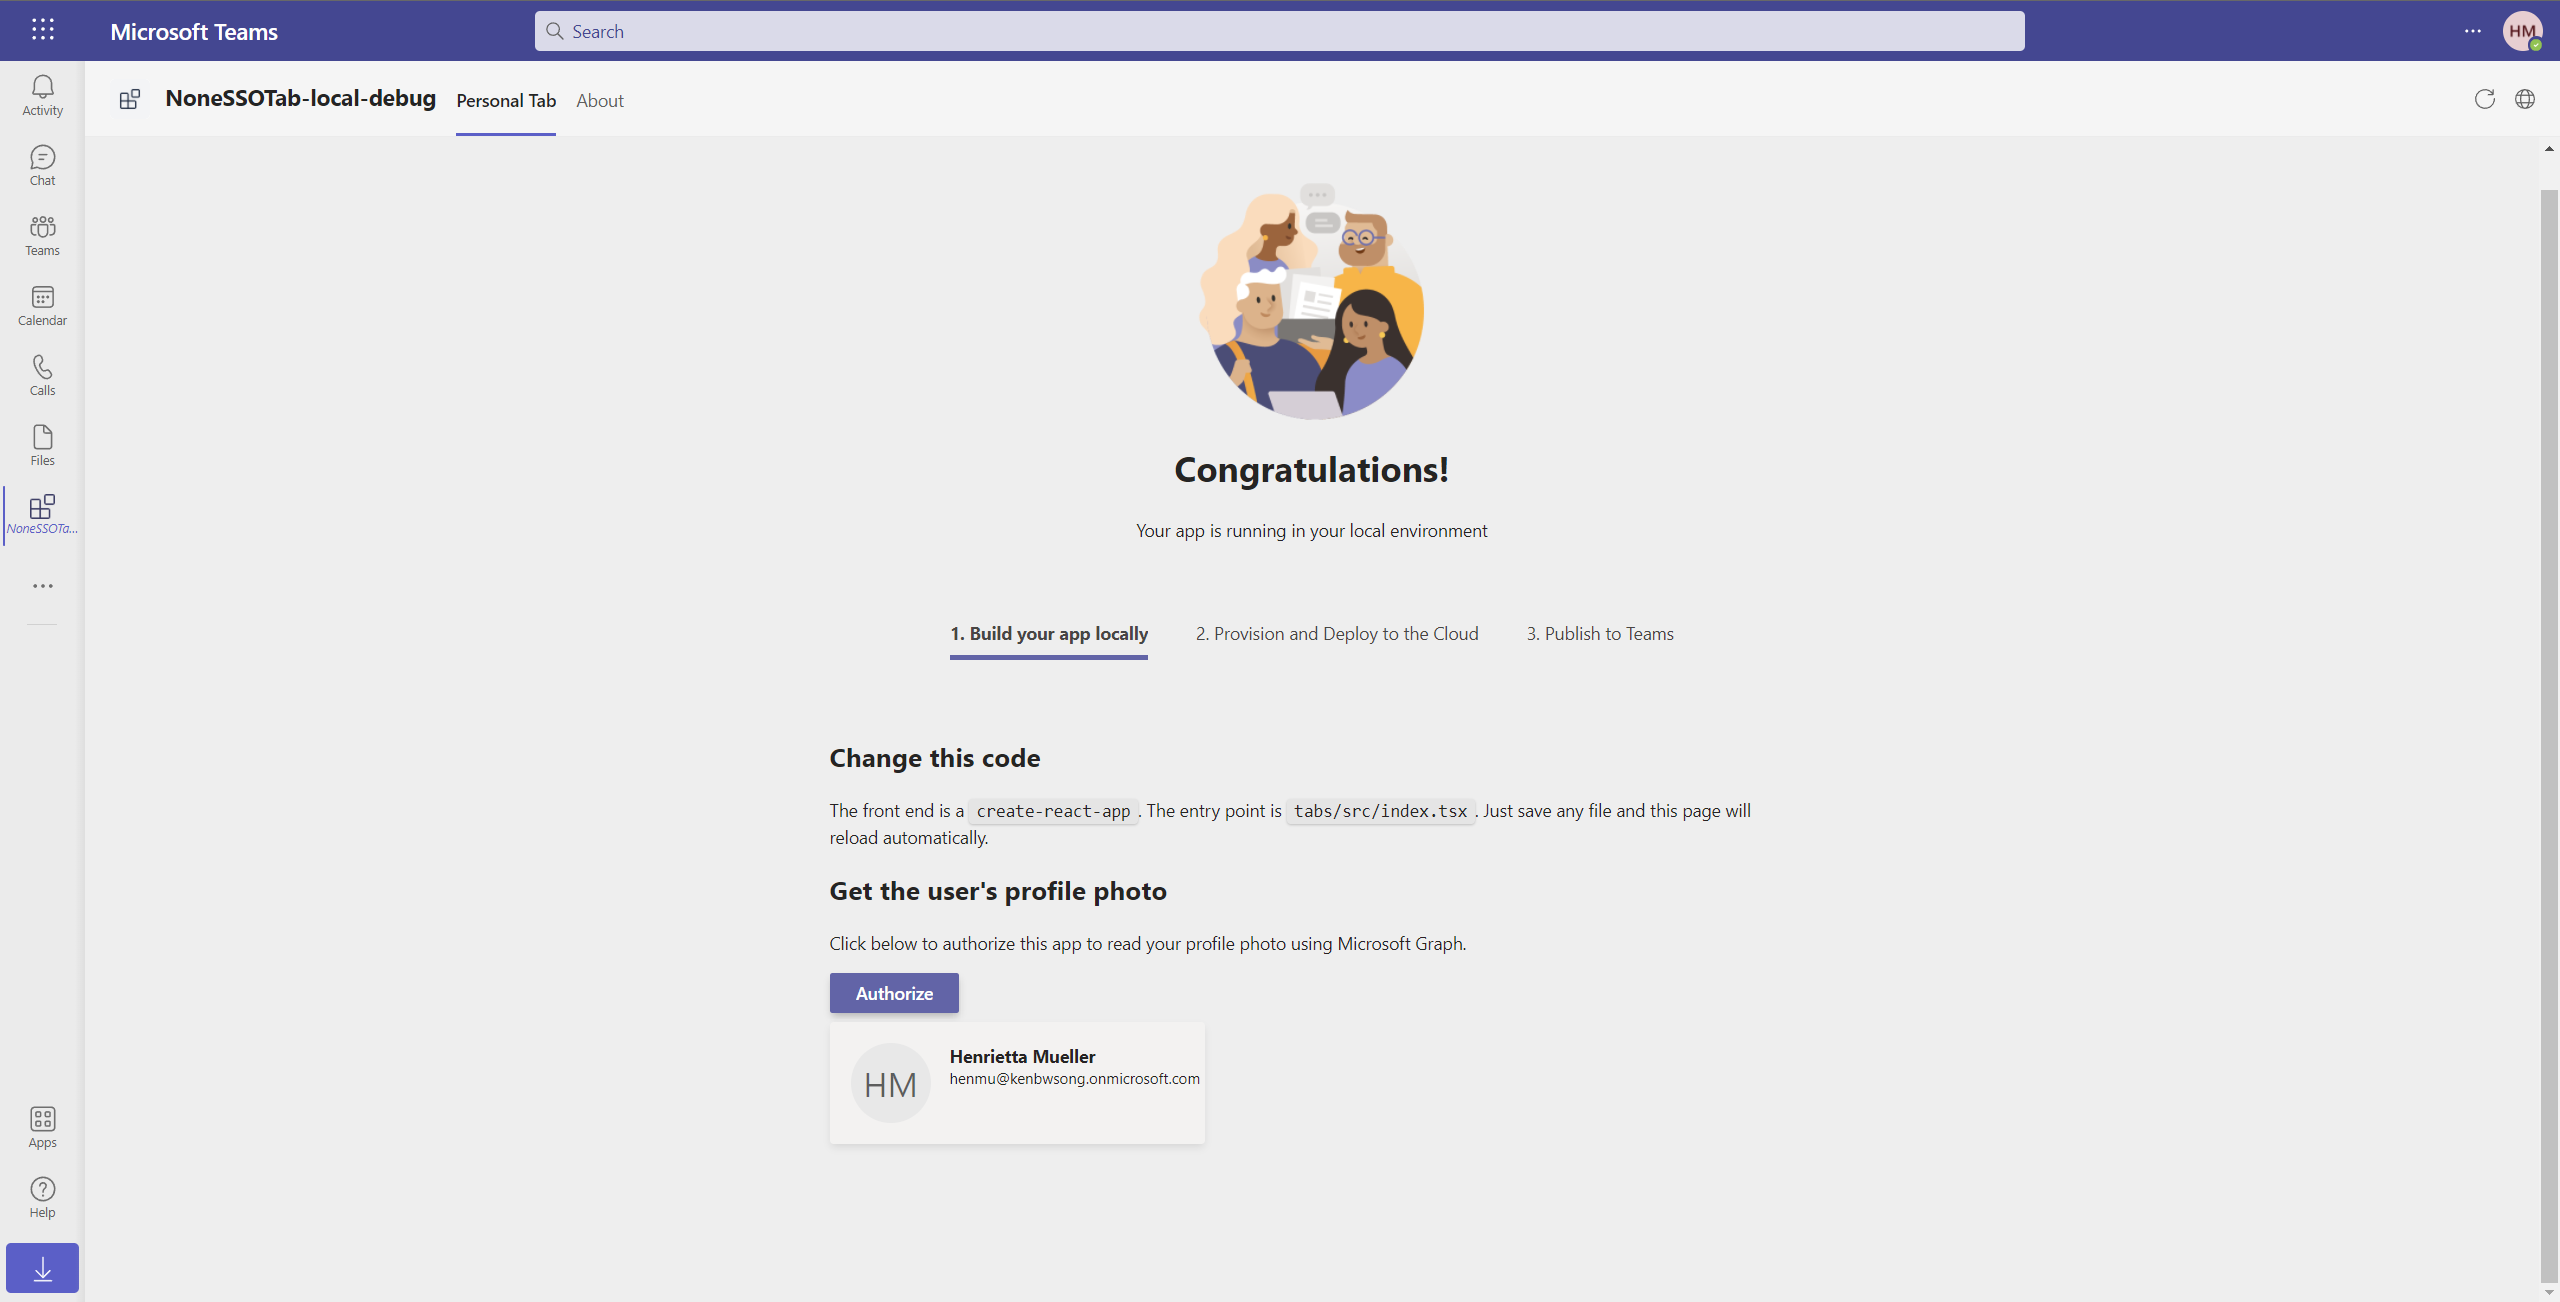 Microsoft Teams
Search
HM
Activity
Chat
Teams
Calendar
Calls
Files
NoneSSOTa...
Apps
Help
NoneSSOTab-local-debug
Personal Tab
About
Congratulations!
Your app is running in your local environment
1. Build your app locally
2. Provision and Deploy to the Cloud
3. Publish to Teams
Change this code
The front end is a create-react-app. The entry point is tabs/src/index.tsx. Just save any file and this page will
reload automatically.
Get the user's profile photo
Click below to authorize this app to read your profile photo using Microsoft Graph.
Authorize
HM
Henrietta Mueller
henmu@kenbwsong.onmicrosoft.com